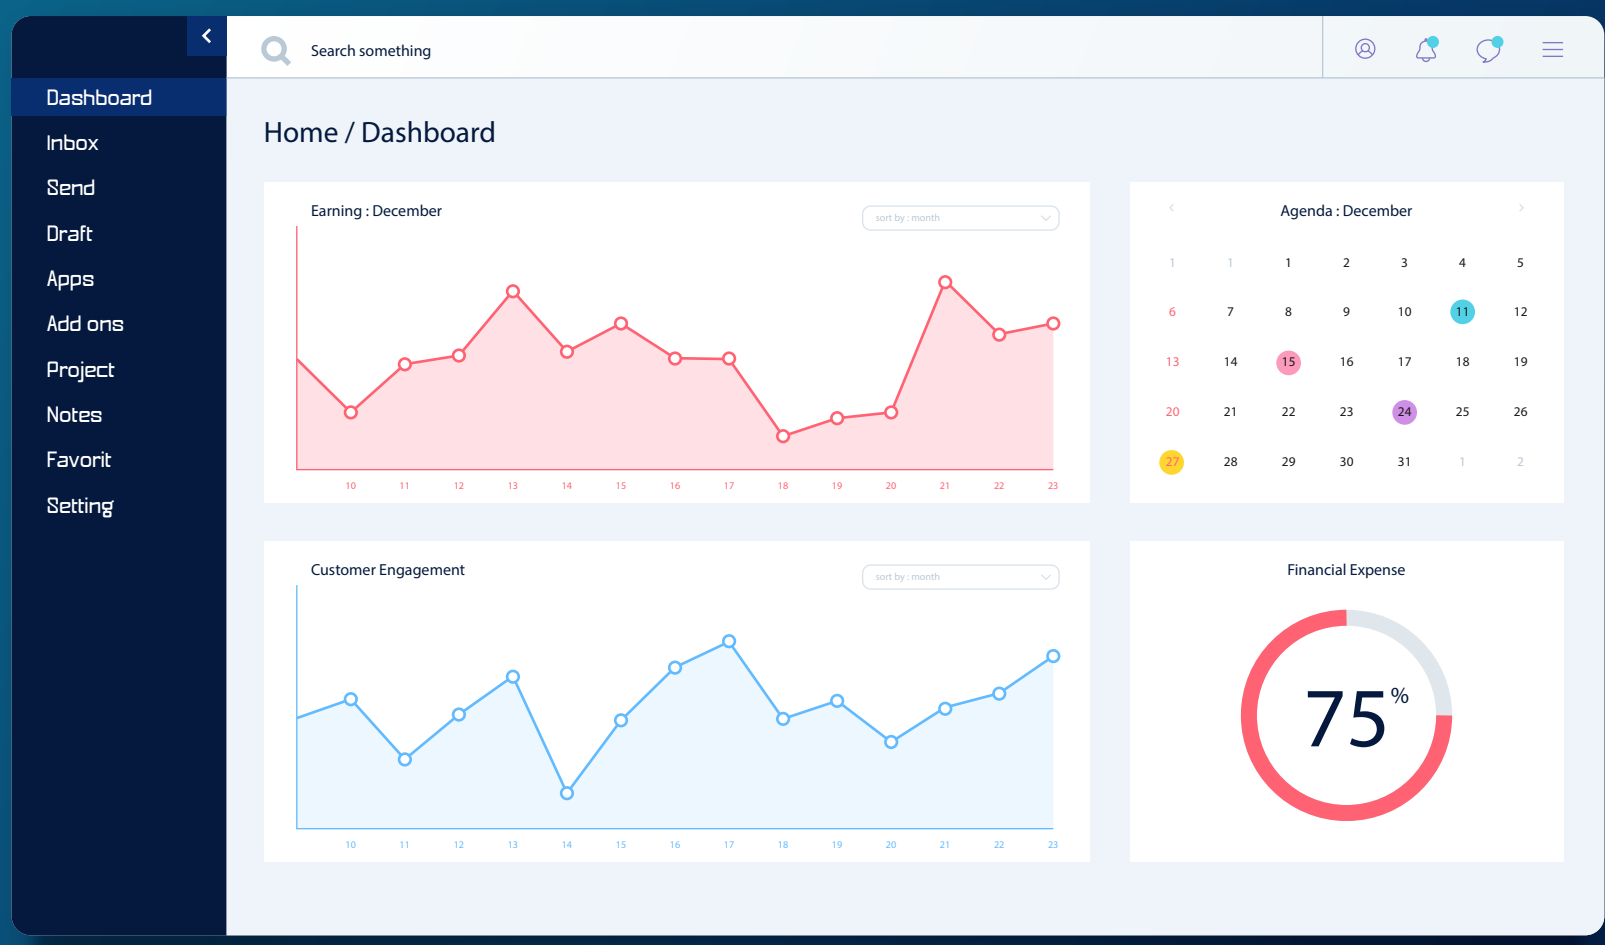 Search something
Dashboard
Inbox
Send
Draft
Apps
Add ons
Project
Notes
Favorit
Setting
Home / Dashboard
Earning : December
sort by : month
10 11 12 13 14 15 16 17 18 19 20 21 22 23
Agenda : December
1 1 1 2 3 4 5
6 7 8 9 10 11 12
13 14 15 16 17 18 19
20 21 22 23 24 25 26
27 28 29 30 31 1 2
Customer Engagement
sort by : month
10 11 12 13 14 15 16 17 18 19 20 21 22 23
Financial Expense
75%